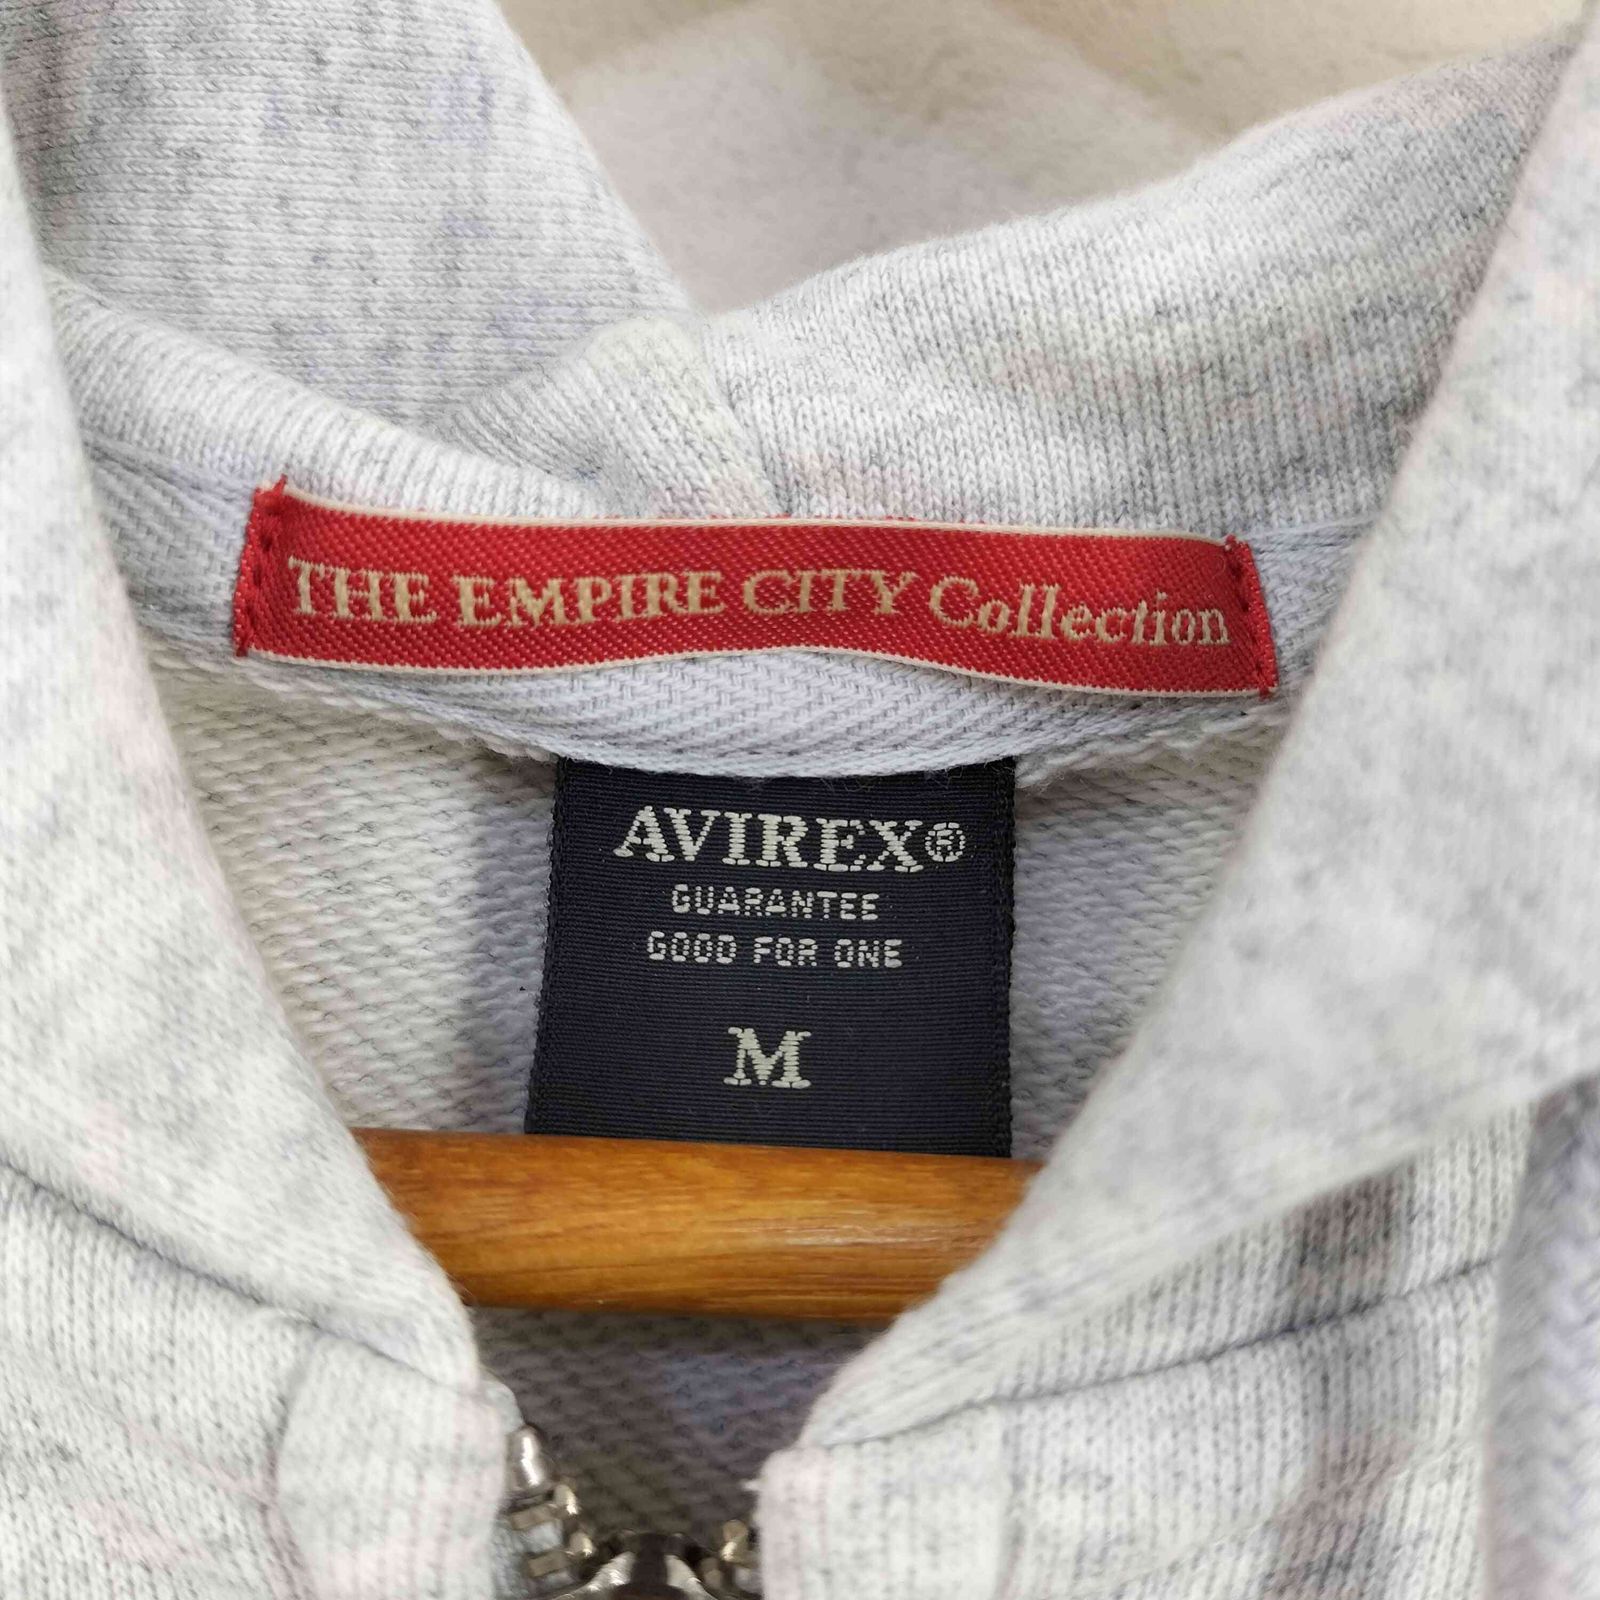 THE EMPIRE CITY Collection
AVIREX®
GUARANTEE
GOOD FOR ONE
M